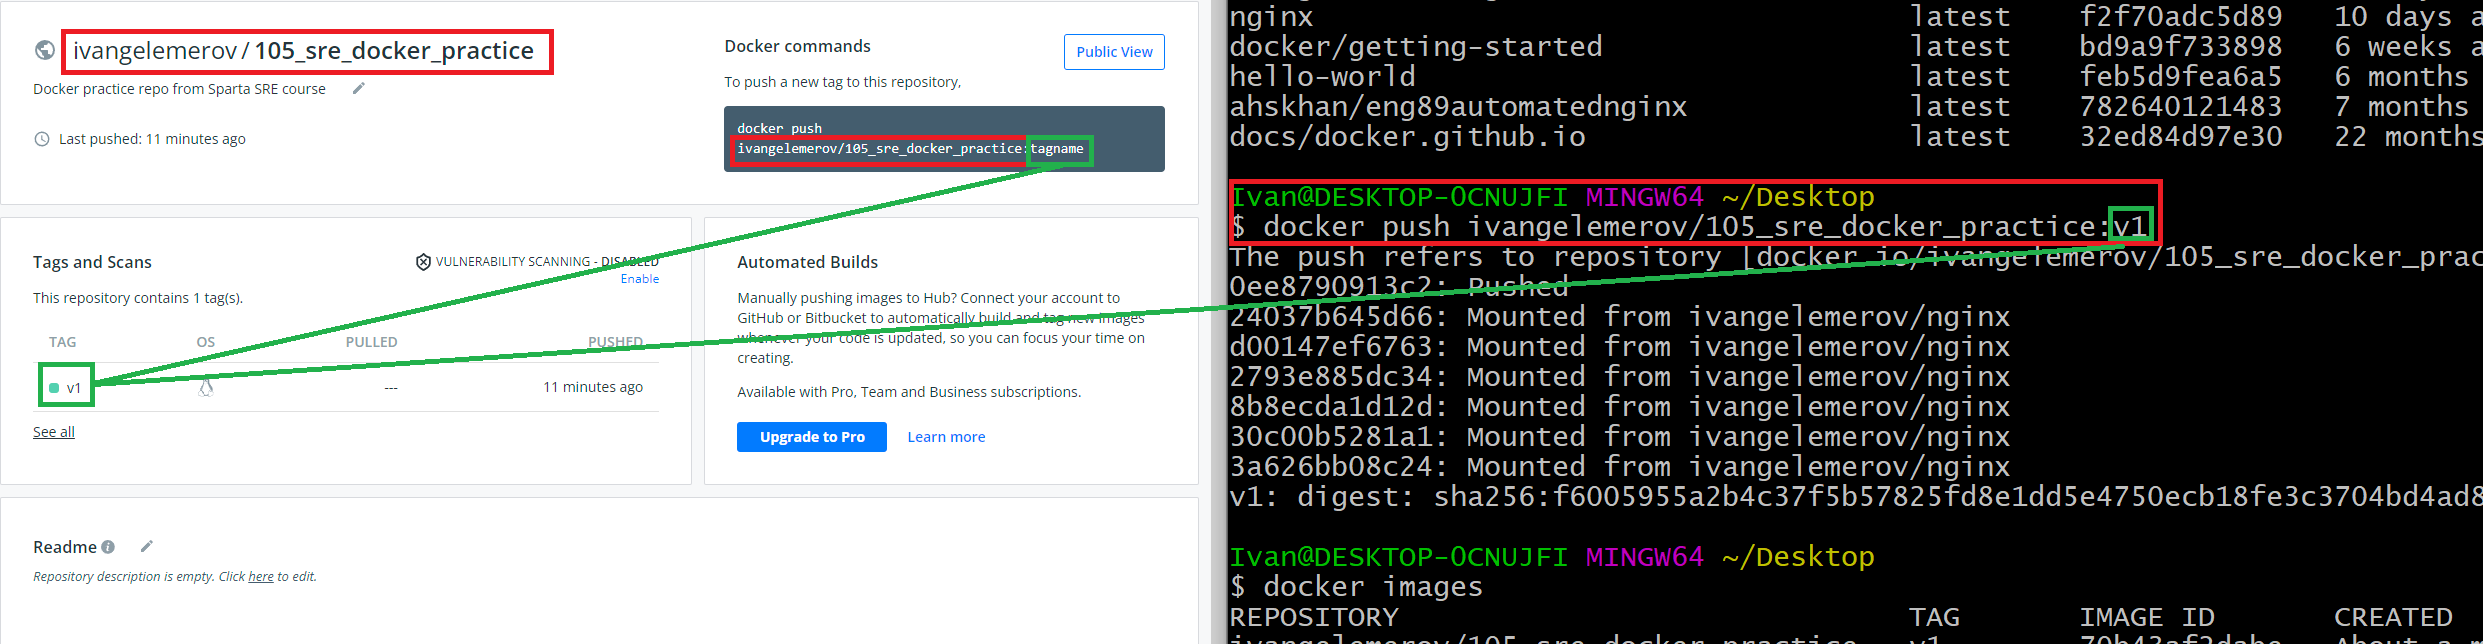 ivangelemerov / 105_sre_docker_practice
Docker practice repo from Sparta SRE course
Last pushed: 11 minutes ago
Docker commands
Public View
To push a new tag to this repository,
docker push
ivangelemerov/105_sre_docker_practice:tagname
Tags and Scans
VULNERABILITY SCANNING - DISABLED
Enable
This repository contains 1 tag(s).
TAG OS PULLED PUSHED
v1 --- 11 minutes ago
See all
Automated Builds
Manually pushing images to Hub? Connect your account to
GitHub or Bitbucket to automatically build and tag new images
whenever your code is updated, so you can focus your time on
creating.
Available with Pro, Team and Business subscriptions.
Upgrade to Pro Learn more
Readme
Repository description is empty. Click here to edit.
nginx latest f2f70adc5d89 10 days a
docker/getting-started latest bd9a9f733898 6 weeks a
hello-world latest feb5d9fea6a5 6 months
ahskhan/eng89automatednginx latest 782640121483 7 months
docs/docker.github.io latest 32ed84d97e30 22 months
Ivan@DESKTOP-OCNUJFI MINGW64 ~/Desktop
$ docker push ivangelemerov/105_sre_docker_practice:v1
The push refers to repository [docker.io/ivangelemerov/105_sre_docker_prac
0ee8790913c2: Pushed
24037b645d66: Mounted from ivangelemerov/nginx
d00147ef6763: Mounted from ivangelemerov/nginx
2793e885dc34: Mounted from ivangelemerov/nginx
8b8ecda1d12d: Mounted from ivangelemerov/nginx
30c00b5281a1: Mounted from ivangelemerov/nginx
3a626bb08c24: Mounted from ivangelemerov/nginx
v1: digest: sha256:f6005955a2b4c37f5b57825fd8e1dd5e4750ecb18fe3c3704bd4ad8
Ivan@DESKTOP-OCNUJFI MINGW64 ~/Desktop
$ docker images
REPOSITORY TAG IMAGE ID CREATED